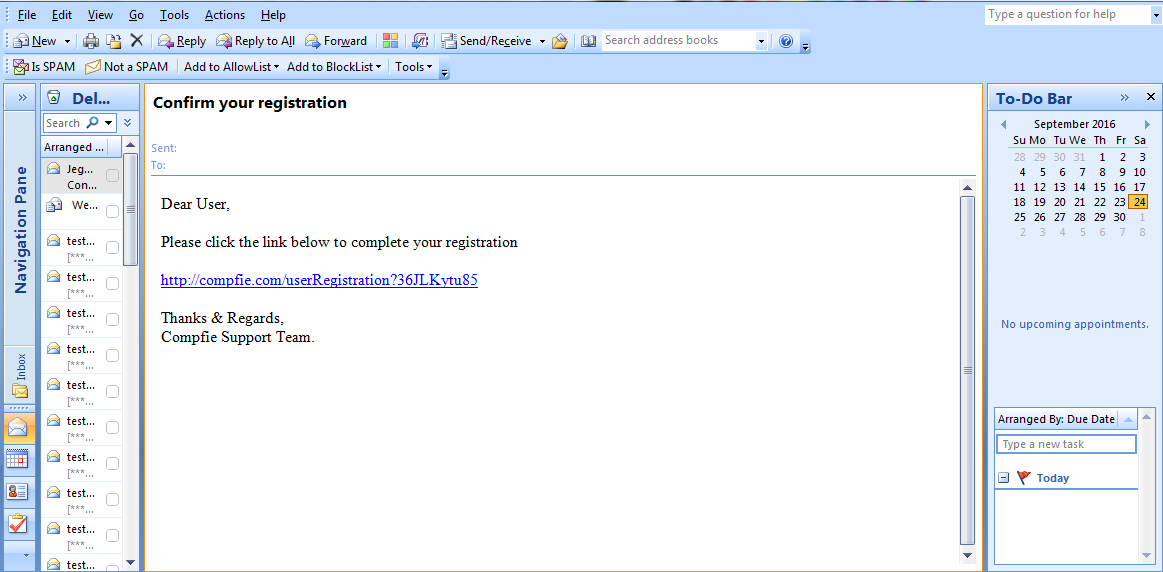 File Edit View Go Tools Actions Help
Type a question for help
New Reply Reply to All Forward Send/Receive Search address books
Is SPAM Not a SPAM Add to AllowList Add to BlockList Tools
Navigation Pane
Inbox
Del...
Search
Arranged ...
Jeg...
Con...
We...
test...
[***...
test...
[***...
test...
[***...
test...
[***...
test...
[***...
test...
[***...
test...
[***...
test...
[***...
test...
[***...
test...
Confirm your registration
Sent:
To:
Dear User,
Please click the link below to complete your registration
http://compfie.com/userRegistration?36JLKytu85
Thanks & Regards,
Compfie Support Team.
To-Do Bar
September 2016
Su Mo Tu We Th Fr Sa
28 29 30 31 1 2 3
4 5 6 7 8 9 10
11 12 13 14 15 16 17
18 19 20 21 22 23 24
25 26 27 28 29 30 1
2 3 4 5 6 7 8
No upcoming appointments.
Arranged By: Due Date
Type a new task
Today